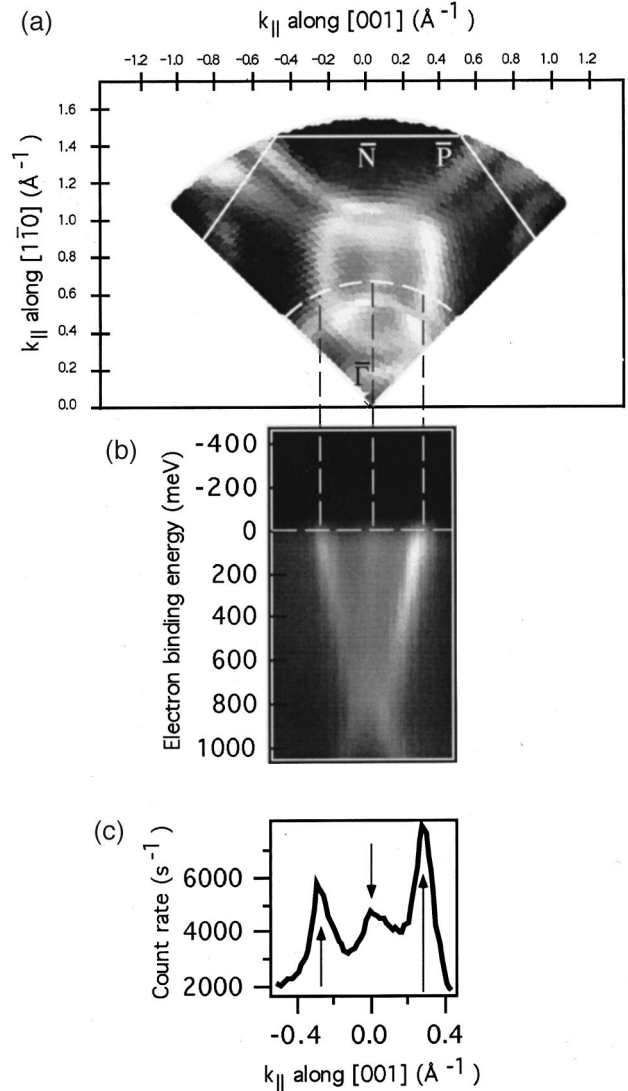 (a)
k|| along [001] (Å⁻¹)
-1.2 -0.8 -0.6 -0.4 -0.2 0.0 0.2 0.4 0.6 0.8 1.0 1.2
k|| along [11̅0] (Å⁻¹)
1.6
1.4
1.2
1.0
0.8
0.6
0.4
0.2
0.0
N̅ P̅
Γ̅
(b)
Electron binding energy (meV)
-400
-200
0
200
400
600
800
1000
(c)
Count rate (s⁻¹)
6000
4000
2000
-0.4 0.0 0.4
k|| along [001] (Å⁻¹)